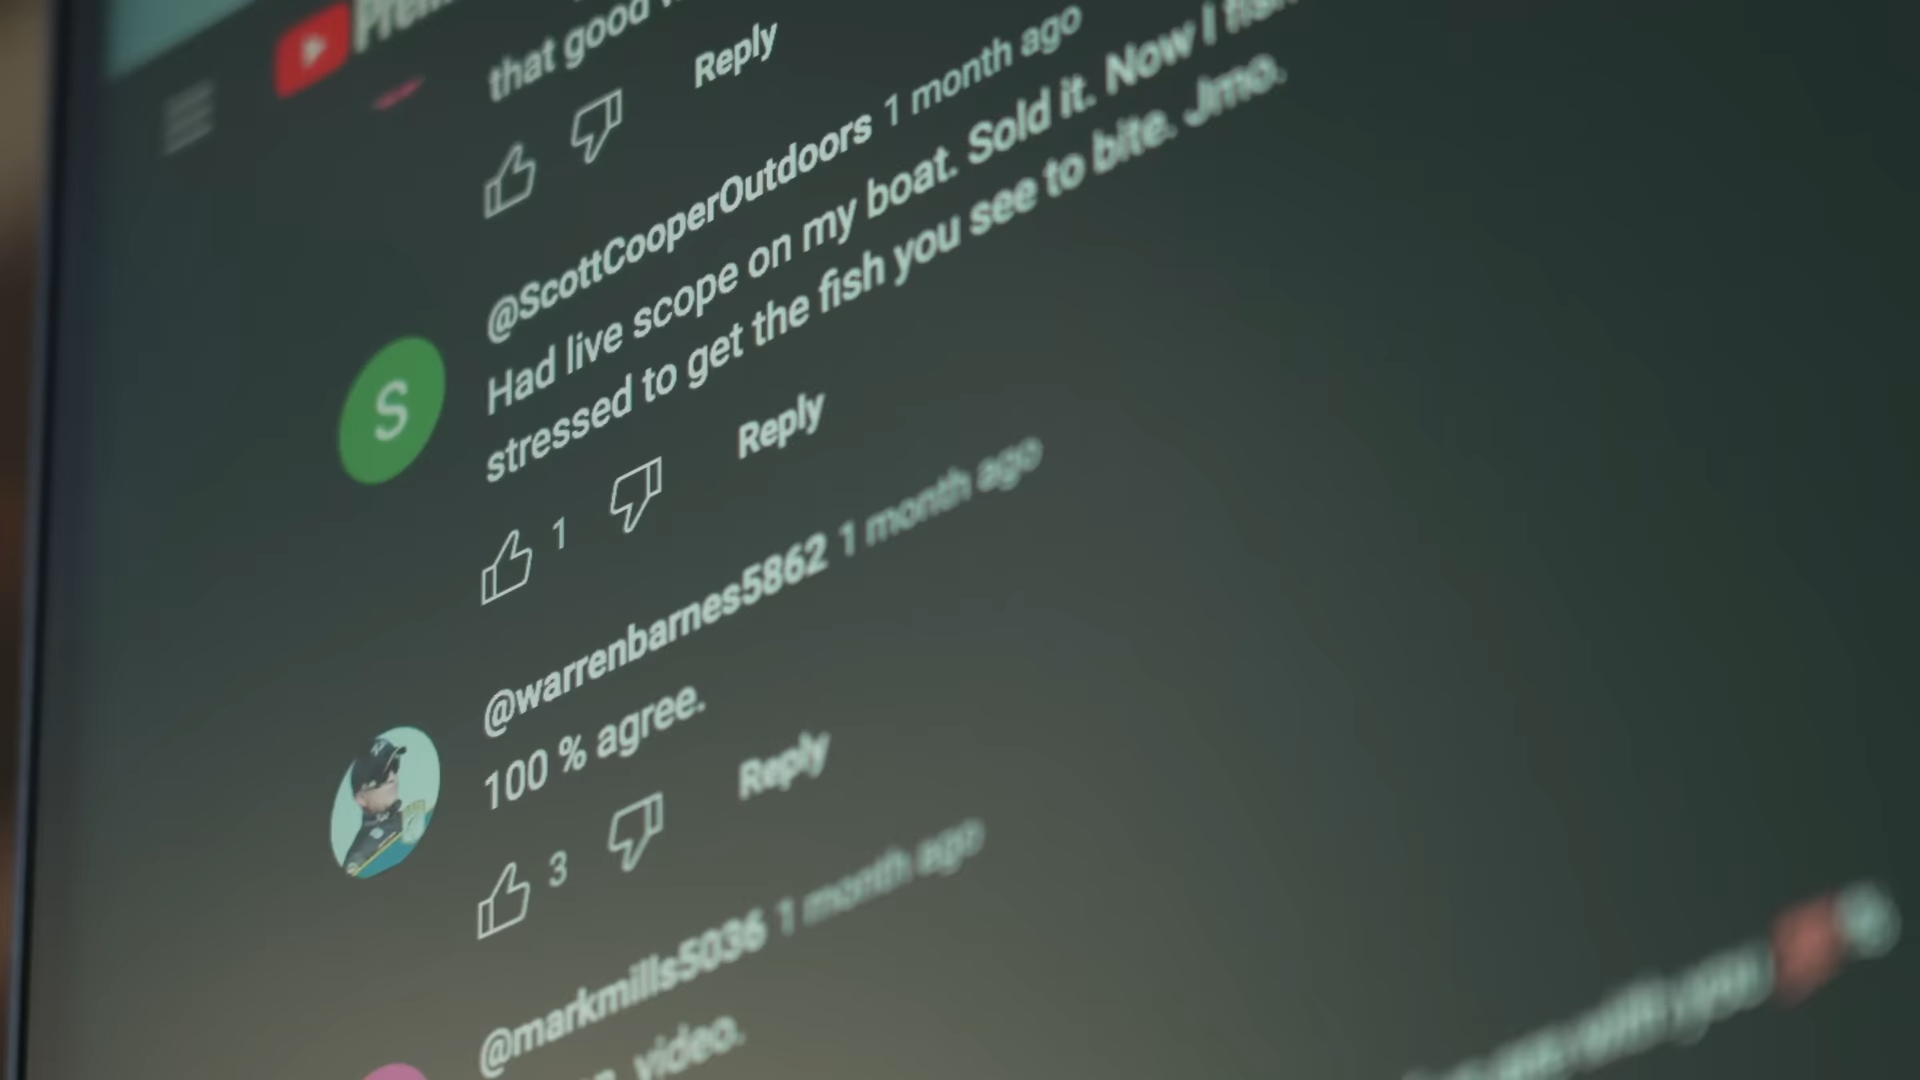 Premium
that good
Reply
@ScottCooperOutdoors 1 month ago
Had live scope on my boat. Sold it. Now I fish
stressed to get the fish you see to bite. Jmo.
S
1
Reply
@warrenbarnes5862 1 month ago
100 % agree.
3
Reply
@markmills5036 1 month ago
video.